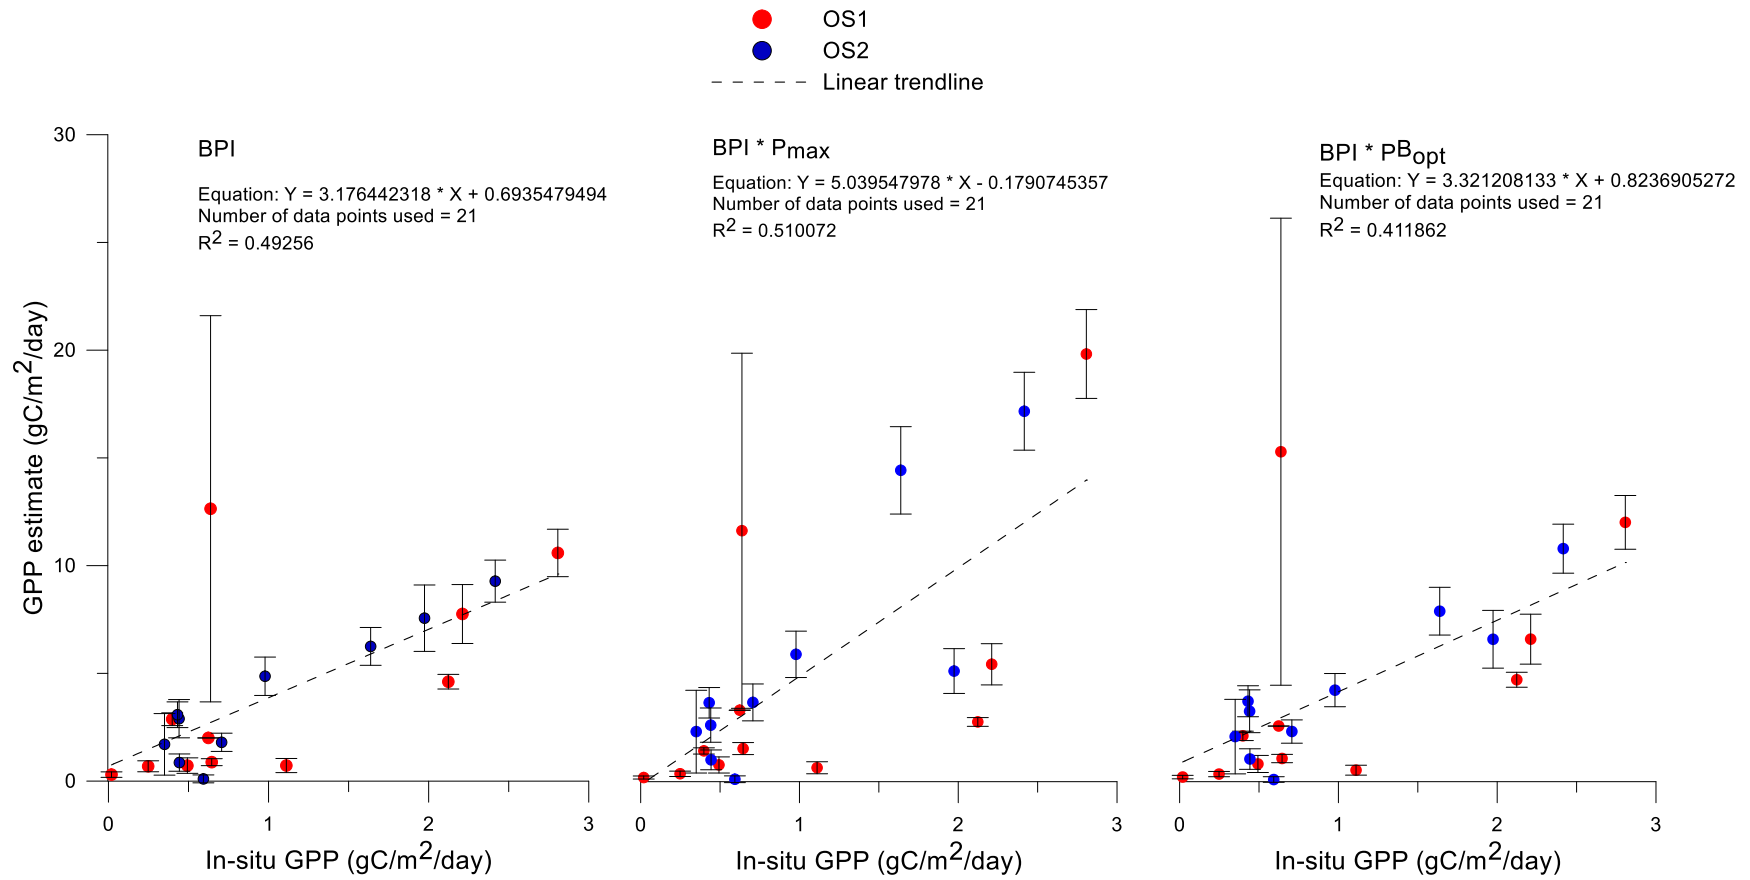 OS1
OS2
Linear trendline
BPI
Equation: Y = 3.176442318 * X + 0.6935479494
Number of data points used = 21
R2 = 0.49256
BPI * Pmax
Equation: Y = 5.039547978 * X - 0.1790745357
Number of data points used = 21
R2 = 0.510072
BPI * PBopt
Equation: Y = 3.321208133 * X + 0.8236905272
Number of data points used = 21
R2 = 0.411862
GPP estimate (gC/m2/day)
30
20
10
0
0 1 2 3
0 1 2 3
0 1 2 3
In-situ GPP (gC/m2/day)
In-situ GPP (gC/m2/day)
In-situ GPP (gC/m2/day)